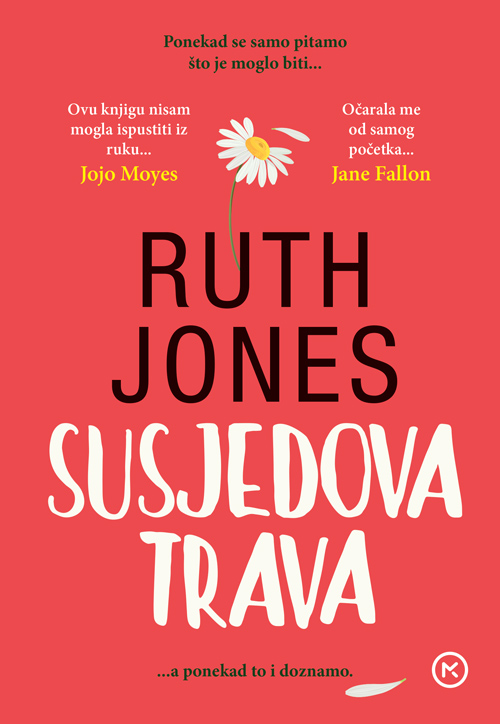 Ponekad se samo pitamo
što je moglo biti...
Ovu knjigu nisam
mogla ispustiti iz
ruku...
Jojo Moyes
Očarala me
od samog
početka...
Jane Fallon
RUTH
JONES
SUSJEDOVA
TRAVA
...a ponekad to i doznamo.